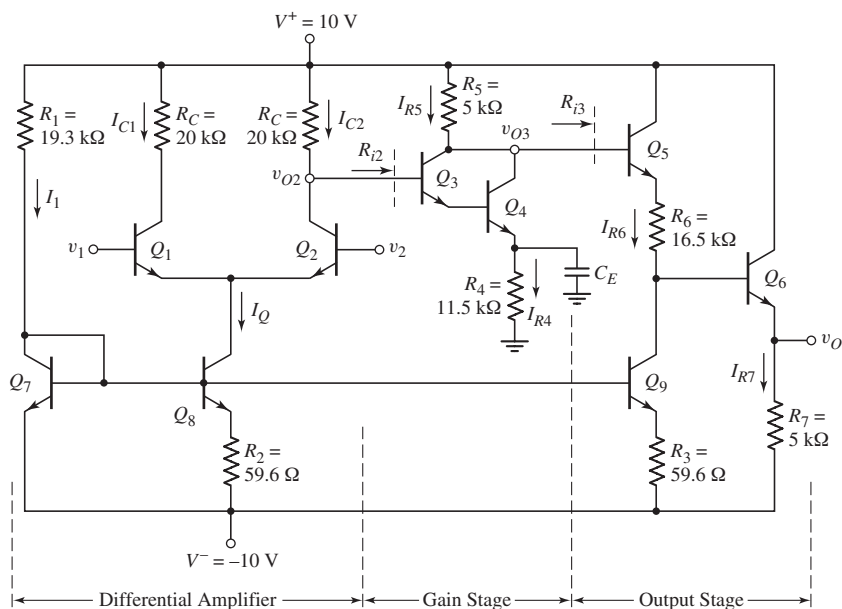 V⁺ = 10 V
R₁ =
19.3 kΩ
I_C1
R_C =
20 kΩ
R_C =
20 kΩ
I_C2
I_R5
R₅ =
5 kΩ
R_i3
R_i2
v_O3
v_O2
Q₃
Q₄
Q₅
I₁
v₁
Q₁
Q₂
v₂
I_R6
R₆ =
16.5 kΩ
I_Q
R₄ =
11.5 kΩ
I_R4
C_E
Q₆
v_O
Q₇
Q₈
Q₉
I_R7
R₂ =
59.6 Ω
R₃ =
59.6 Ω
R₇ =
5 kΩ
V⁻ = –10 V
Differential Amplifier
Gain Stage
Output Stage